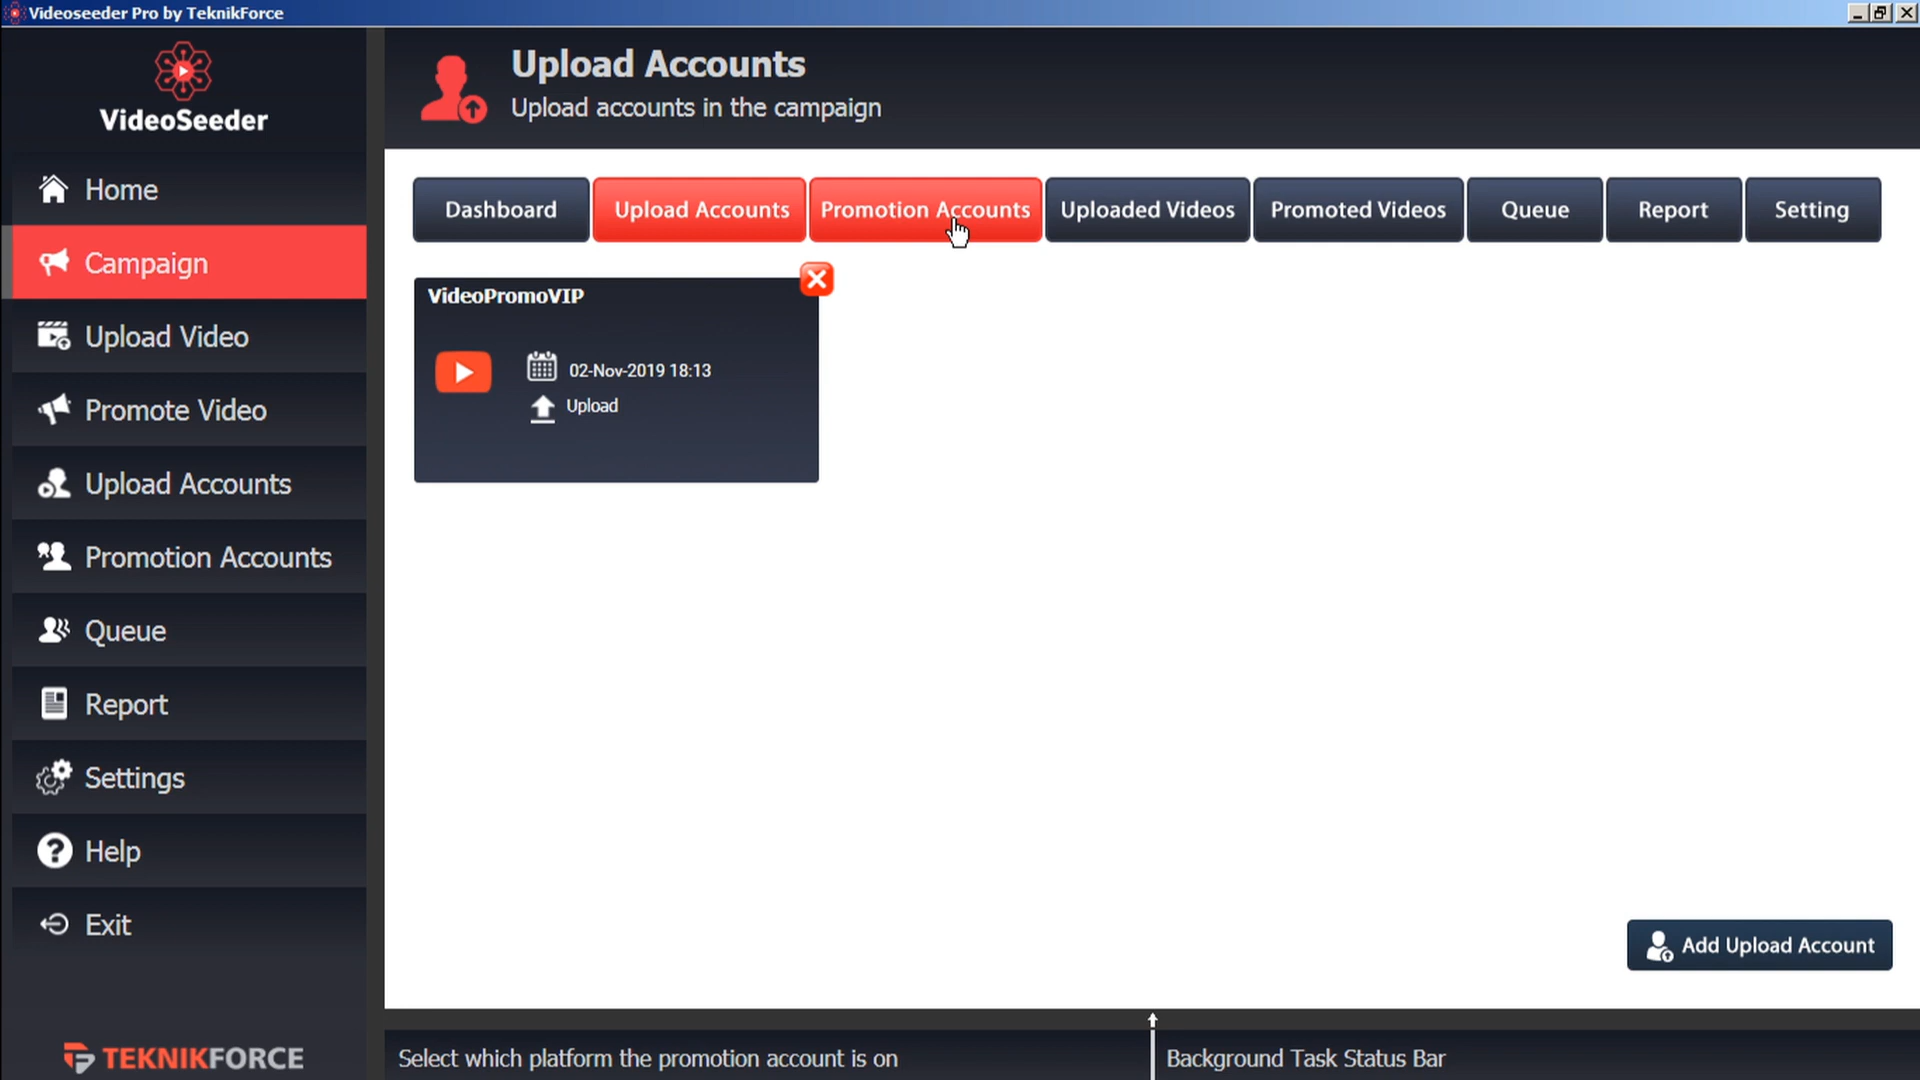 Videoseeder Pro by TeknikForce
VideoSeeder
Home
Campaign
Upload Video
Promote Video
Upload Accounts
Promotion Accounts
Queue
Report
Settings
Help
Exit
TEKNIKFORCE
Upload Accounts
Upload accounts in the campaign
Dashboard
Upload Accounts
Promotion Accounts
Uploaded Videos
Promoted Videos
Queue
Report
Setting
VideoPromoVIP
02-Nov-2019 18:13
Upload
Add Upload Account
Select which platform the promotion account is on
Background Task Status Bar